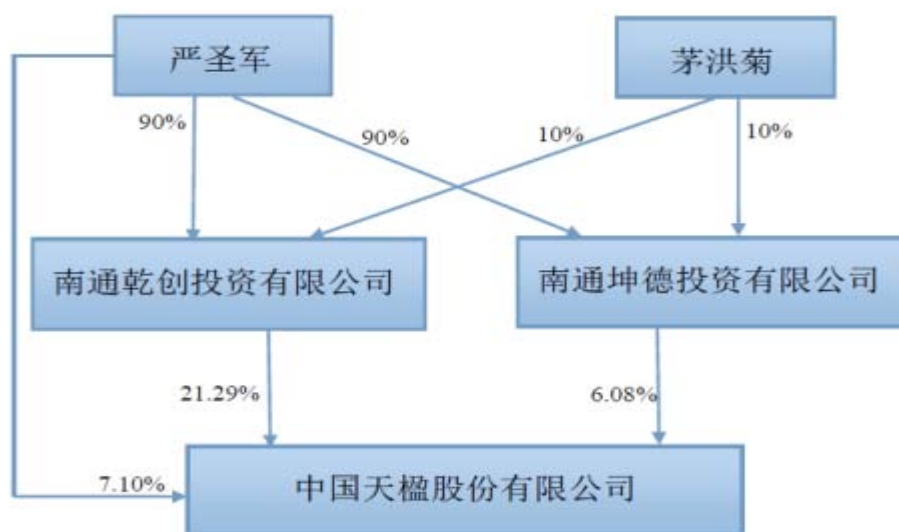 严圣军
茅洪菊
90%
90%
10%
10%
南通乾创投资有限公司
南通坤德投资有限公司
21.29%
6.08%
7.10%
中国天楹股份有限公司